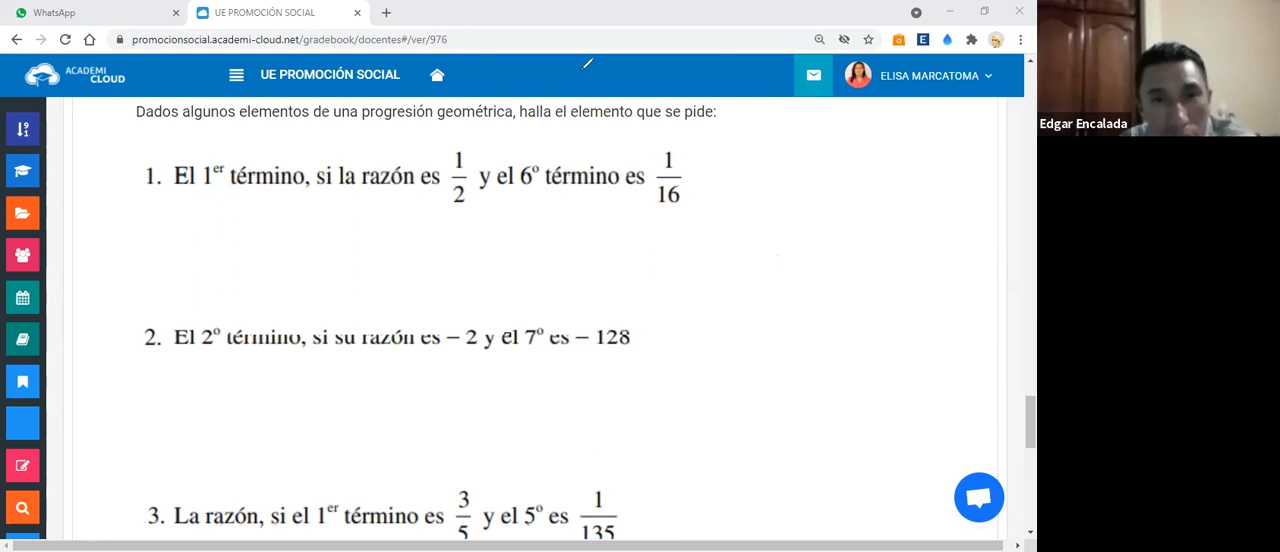 WhatsApp
UE PROMOCIÓN SOCIAL
promocionsocial.academi-cloud.net/gradebook/docentes#/ver/976
ACADEMI
CLOUD
UE PROMOCIÓN SOCIAL
ELISA MARCATOMA
Edgar Encalada
Dados algunos elementos de una progresión geométrica, halla el elemento que se pide:
1. El 1er término, si la razón es 1/2 y el 6º término es 1/16
2. El 2º término, si su razón es – 2 y el 7º es – 128
3. La razón, si el 1er término es 3/5 y el 5º es 1/135